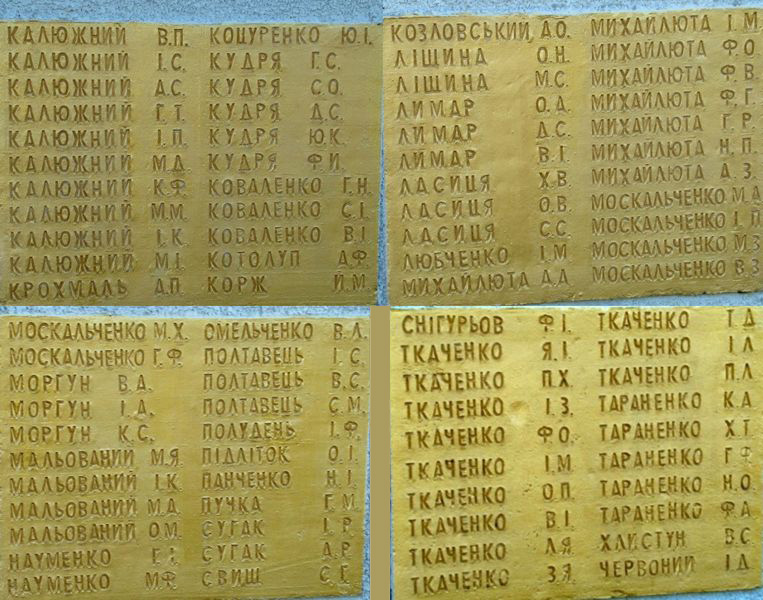 КАЛЮЖНИЙ В.П.
КАЛЮЖНИЙ І.С.
КАЛЮЖНИЙ Д.С.
КАЛЮЖНИЙ Г.Т.
КАЛЮЖНИЙ І.П.
КАЛЮЖНИЙ М.Д.
КАЛЮЖНИЙ К.Ф.
КАЛЮЖНИЙ М.М.
КАЛЮЖНИЙ І.К.
КАЛЮЖНИЙ М.І.
КРОХМАЛЬ Д.П.
КОЦУРЕНКО Ю.І.
КУДРЯ Г.С.
КУДРЯ С.О.
КУДРЯ Д.С.
КУДРЯ Ю.К.
КУДРЯ Ф.И.
КОВАЛЕНКО Г.Н.
КОВАЛЕНКО С.І.
КОВАЛЕНКО В.І.
КОТОЛУП Д.Ф.
КОРЖ Й.М.
КОЗЛОВСЬКИЙ Д.О.
ЛІЩИНА О.Н.
ЛІЩИНА М.С.
ЛИМАР О.Д.
ЛИМАР Д.С.
ЛИМАР В.І.
ЛАСИЦЯ Х.В.
ЛАСИЦЯ О.В.
ЛАСИЦЯ С.С.
ЛЮБЧЕНКО І.М
МИХАЙЛЮТА Д.Д
МИХАЙЛЮТА І.М
МИХАЙЛЮТА Ф.О.
МИХАЙЛЮТА Ф.В.
МИХАЙЛЮТА Ф.Г.
МИХАЙЛЮТА Г.Р.
МИХАЙЛЮТА Н.П.
МИХАЙЛЮТА Д.З.
МОСКАЛЬЧЕНКО М.Д
МОСКАЛЬЧЕНКО І.П
МОСКАЛЬЧЕНКО М.З
МОСКАЛЬЧЕНКО В.З
МОСКАЛЬЧЕНКО М.Х.
МОСКАЛЬЧЕНКО Г.Ф.
МОРГУН В.А.
МОРГУН І.Д.
МОРГУН К.С.
МАЛЬОВАНИЙ М.Я.
МАЛЬОВАНИЙ І.К.
МАЛЬОВАНИЙ М.Д.
МАЛЬОВАНИЙ О.М.
НАУМЕНКО Г.І.
НАУМЕНКО М.Ф.
ОМЕЛЬЧЕНКО В.Л.
ПОЛТАВЕЦЬ І.С.
ПОЛТАВЕЦЬ В.С.
ПОЛТАВЕЦЬ С.М.
ПОЛУДЕНЬ І.Ф.
ПІДЛІТОК О.І.
ПАНЧЕНКО Н.І.
ПУЧКА Г.М.
СУГАК І.Р.
СУГАК Д.Р.
СВИЩ С.Г.
СНІГУРЬОВ Ф.І.
ТКАЧЕНКО Я.І.
ТКАЧЕНКО П.Х.
ТКАЧЕНКО І.З.
ТКАЧЕНКО Ф.О.
ТКАЧЕНКО І.М.
ТКАЧЕНКО О.П.
ТКАЧЕНКО В.І.
ТКАЧЕНКО Л.Я.
ТКАЧЕНКО З.Я.
ТКАЧЕНКО Т.Д
ТКАЧЕНКО І.Л
ТКАЧЕНКО П.Л
ТАРАНЕНКО К.А
ТАРАНЕНКО Х.Т.
ТАРАНЕНКО Г.Ф
ТАРАНЕНКО Н.О.
ТАРАНЕНКО Ф.А
ХЛИСТУН В.С.
ЧЕРВОНИЙ І.Д